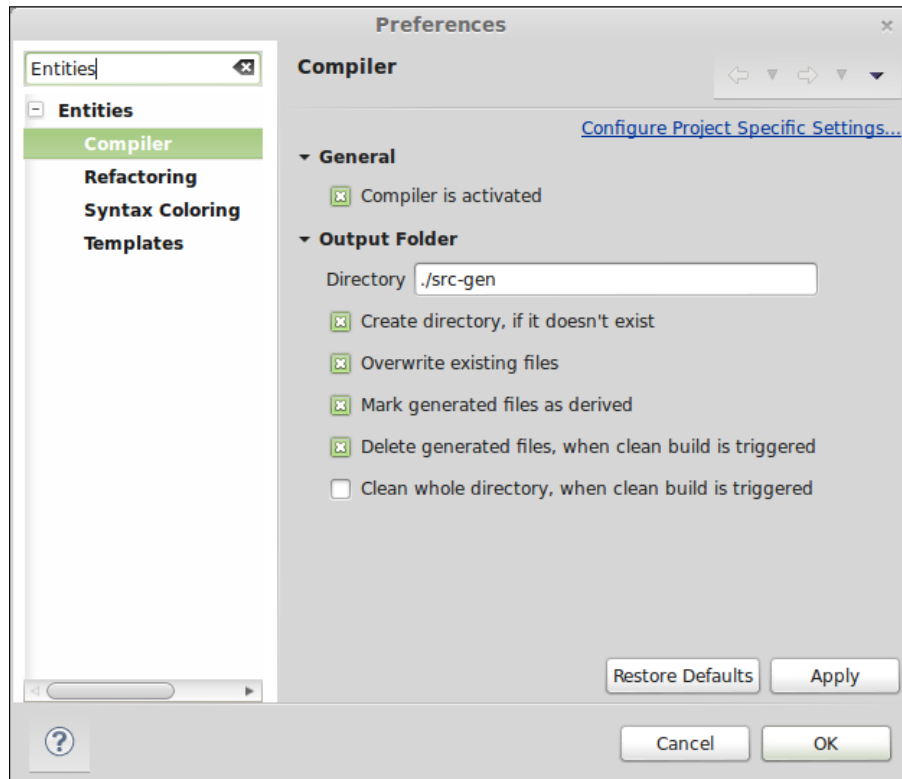 Preferences
Entities
Entities
Compiler
Refactoring
Syntax Coloring
Templates
Compiler
Configure Project Specific Settings...
General
Compiler is activated
Output Folder
Directory ./src-gen
Create directory, if it doesn't exist
Overwrite existing files
Mark generated files as derived
Delete generated files, when clean build is triggered
Clean whole directory, when clean build is triggered
Restore Defaults Apply
? Cancel OK